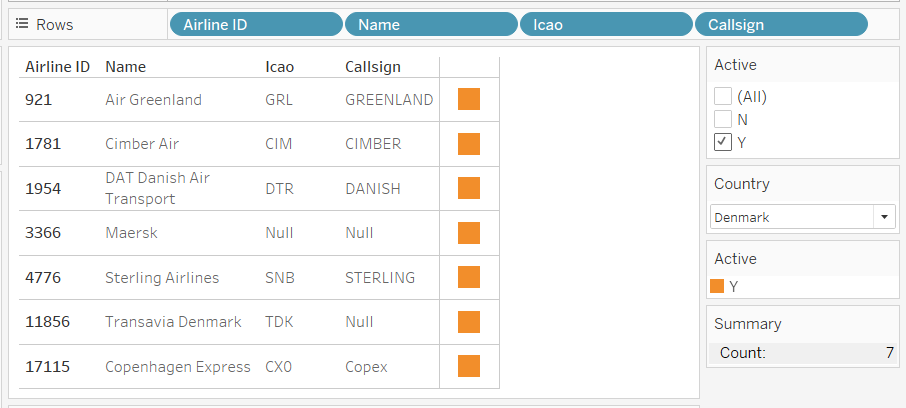 Rows Airline ID Name Icao Callsign
Airline ID Name Icao Callsign
921 Air Greenland GRL GREENLAND
1781 Cimber Air CIM CIMBER
1954 DAT Danish Air Transport DTR DANISH
3366 Maersk Null Null
4776 Sterling Airlines SNB STERLING
11856 Transavia Denmark TDK Null
17115 Copenhagen Express CX0 Copex
Active
(All)
N
Y
Country
Denmark
Active
Y
Summary
Count: 7